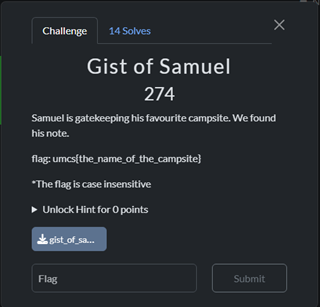 Challenge
14 Solves
Gist of Samuel
274
Samuel is gatekeeping his favourite campsite. We found
his note.
flag: umcs{the_name_of_the_campsite}
*The flag is case insensitive
Unlock Hint for 0 points
gist_of_sa...
Flag
Submit